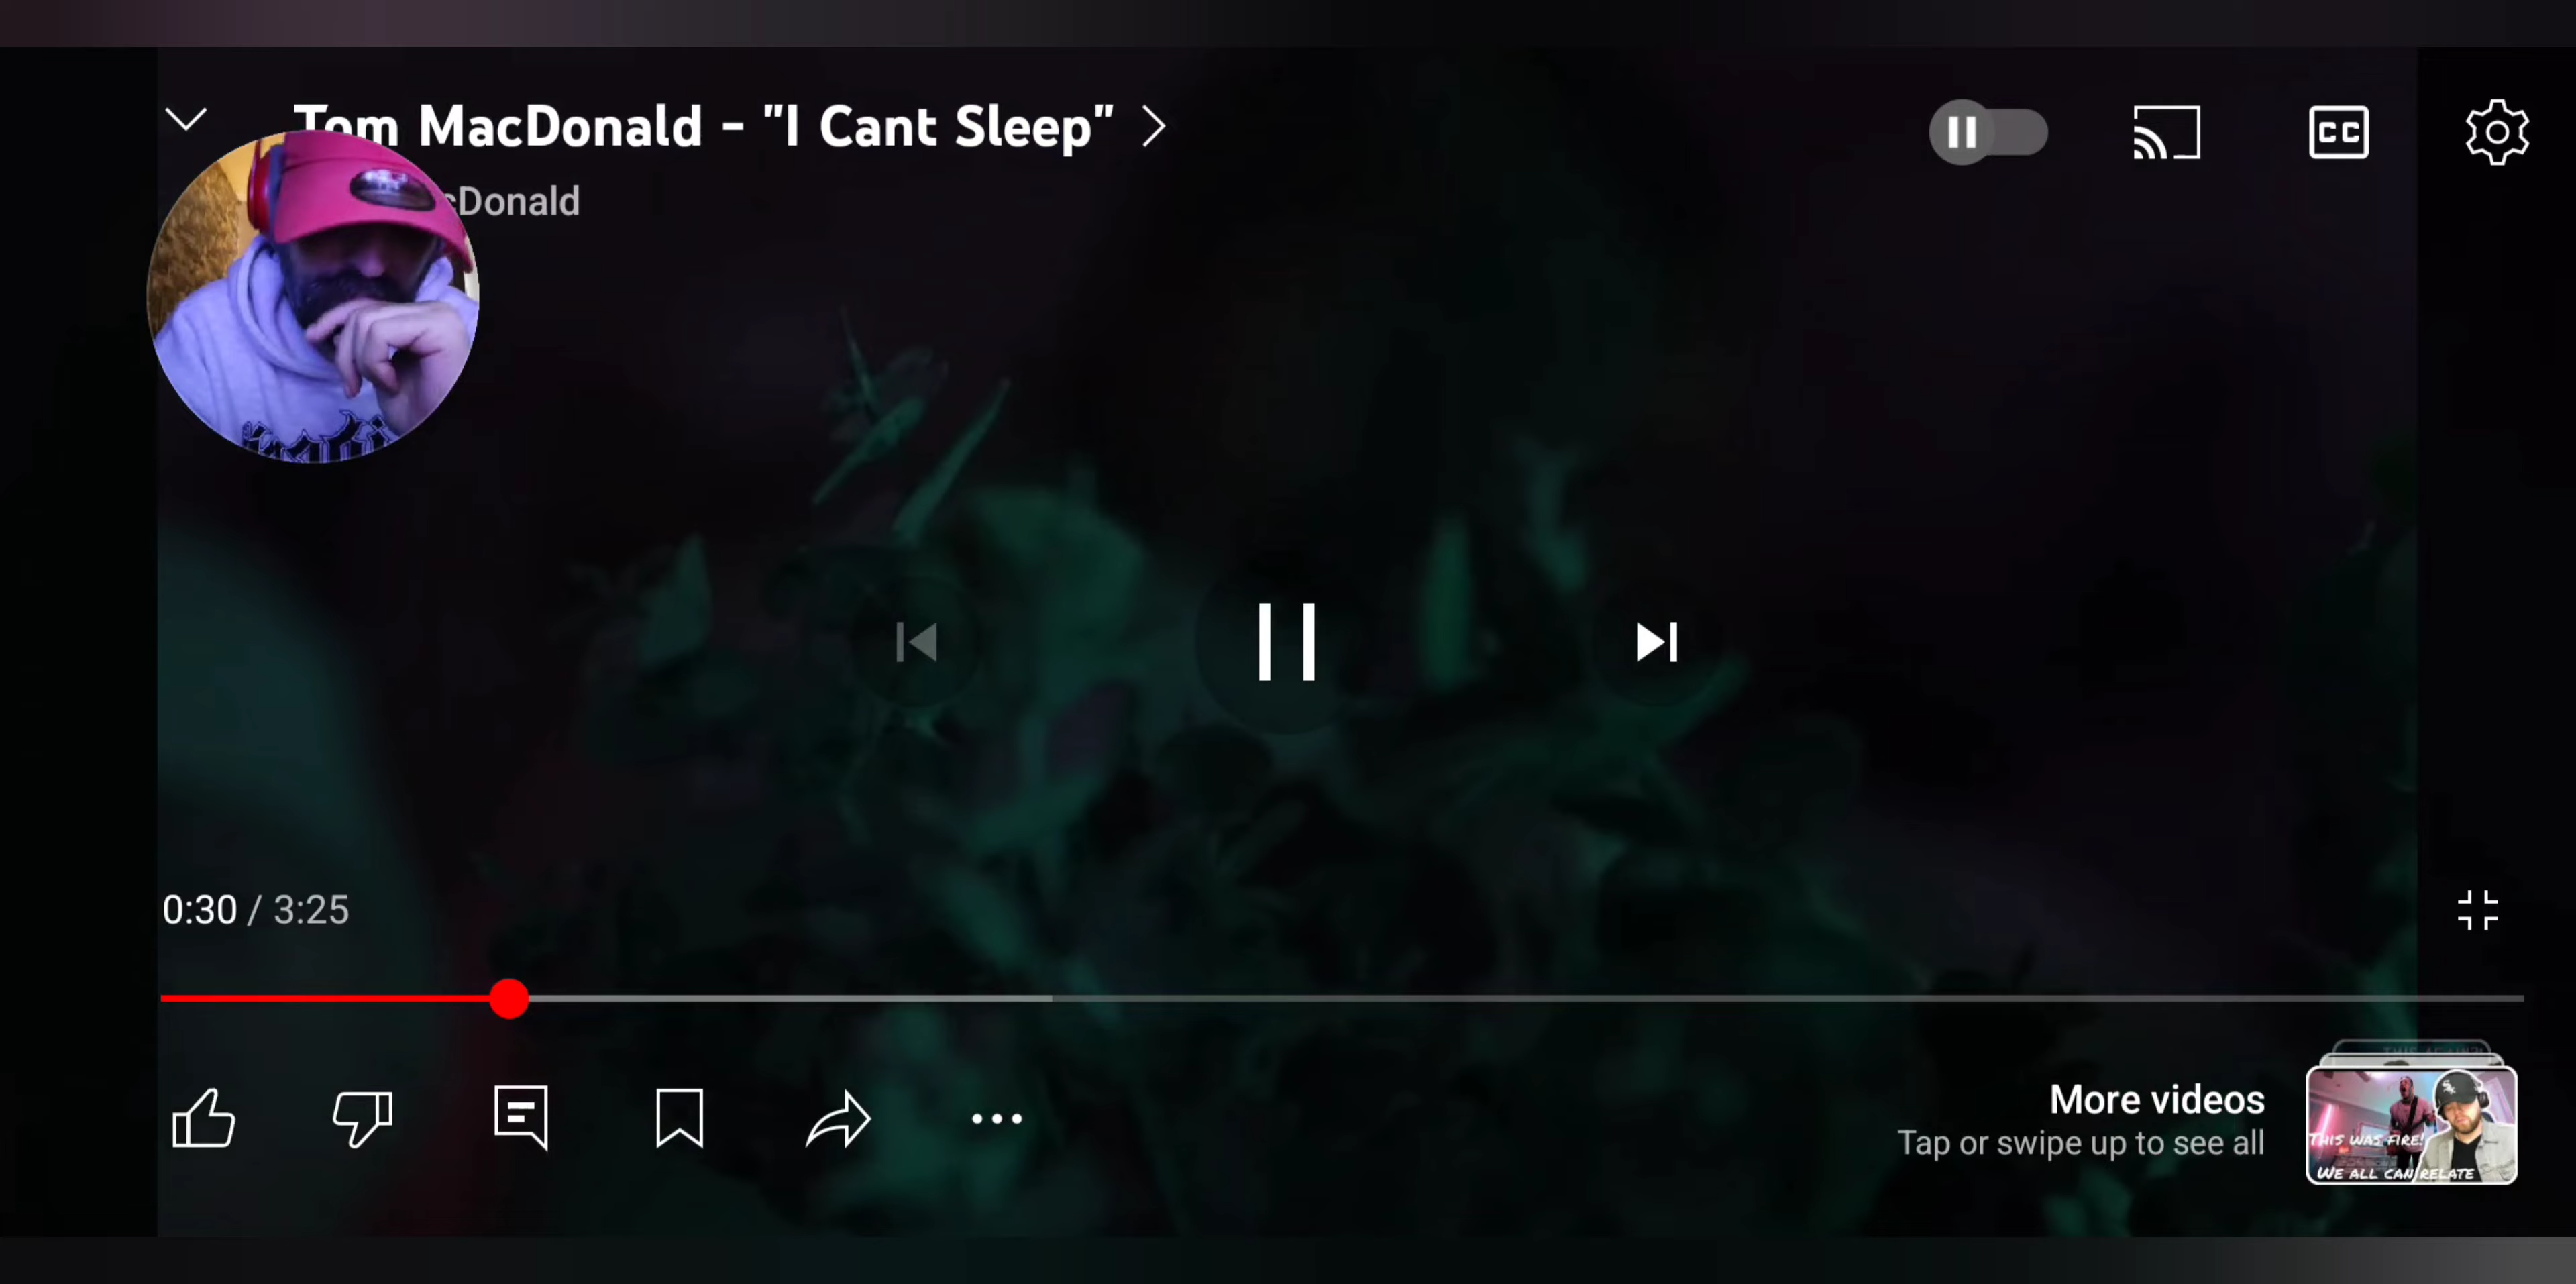 Tom MacDonald - "I Cant Sleep"
cDonald
CC
0:30 / 3:25
More videos
Tap or swipe up to see all
THIS WAS FIRE!
WE ALL CAN RELATE